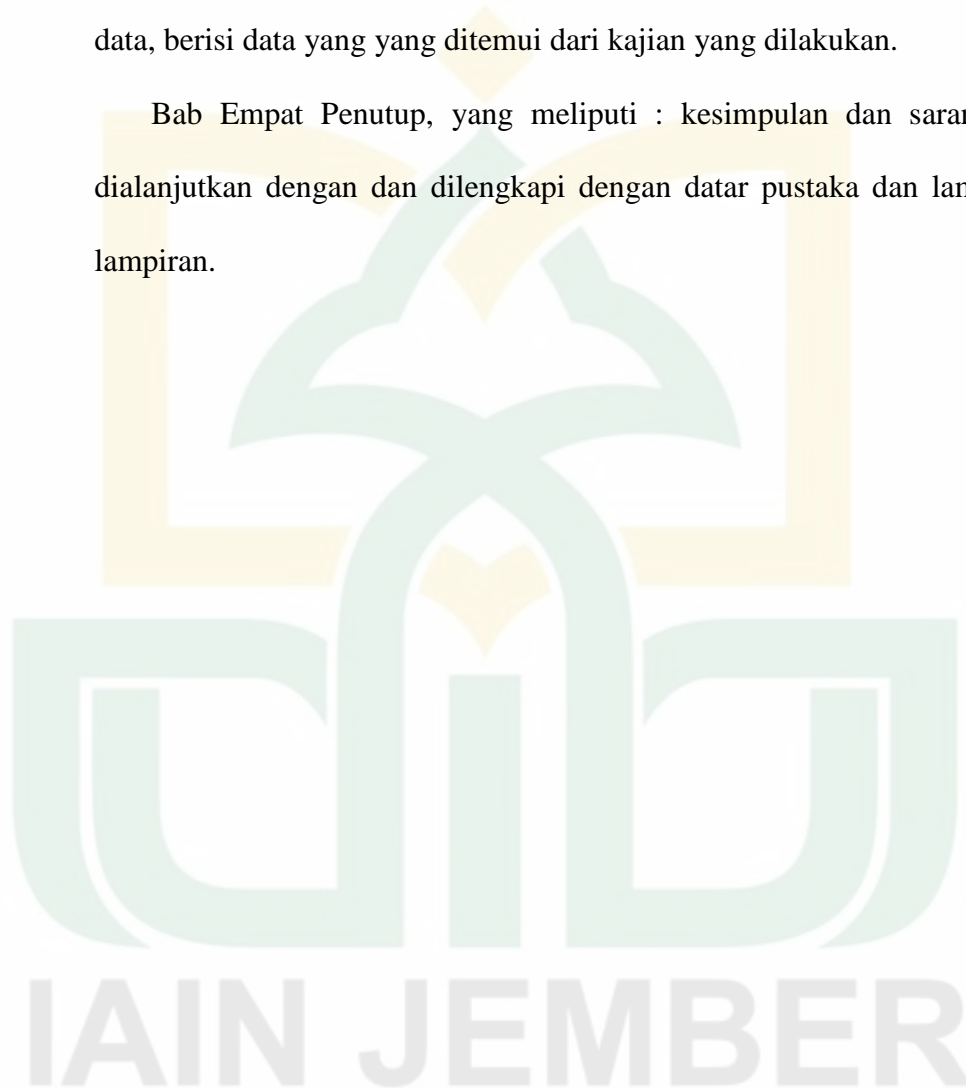 data, berisi data yang yang ditemui dari kajian yang dilakukan.
Bab Empat Penutup, yang meliputi : kesimpulan dan saran
dialanjutkan dengan dan dilengkapi dengan datar pustaka dan lam
lampiran.
IAIN JEMBER